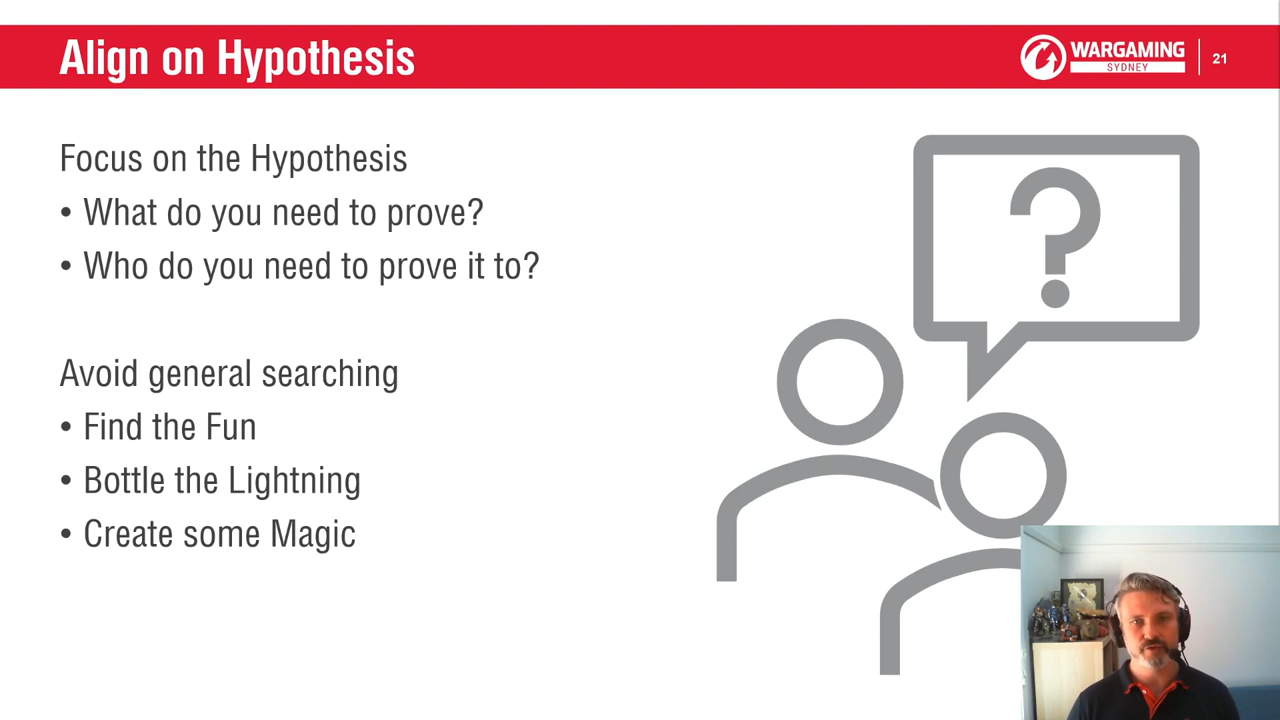 Align on Hypothesis
WARGAMING
SYDNEY
21
Focus on the Hypothesis
• What do you need to prove?
• Who do you need to prove it to?
?
Avoid general searching
• Find the Fun
• Bottle the Lightning
• Create some Magic